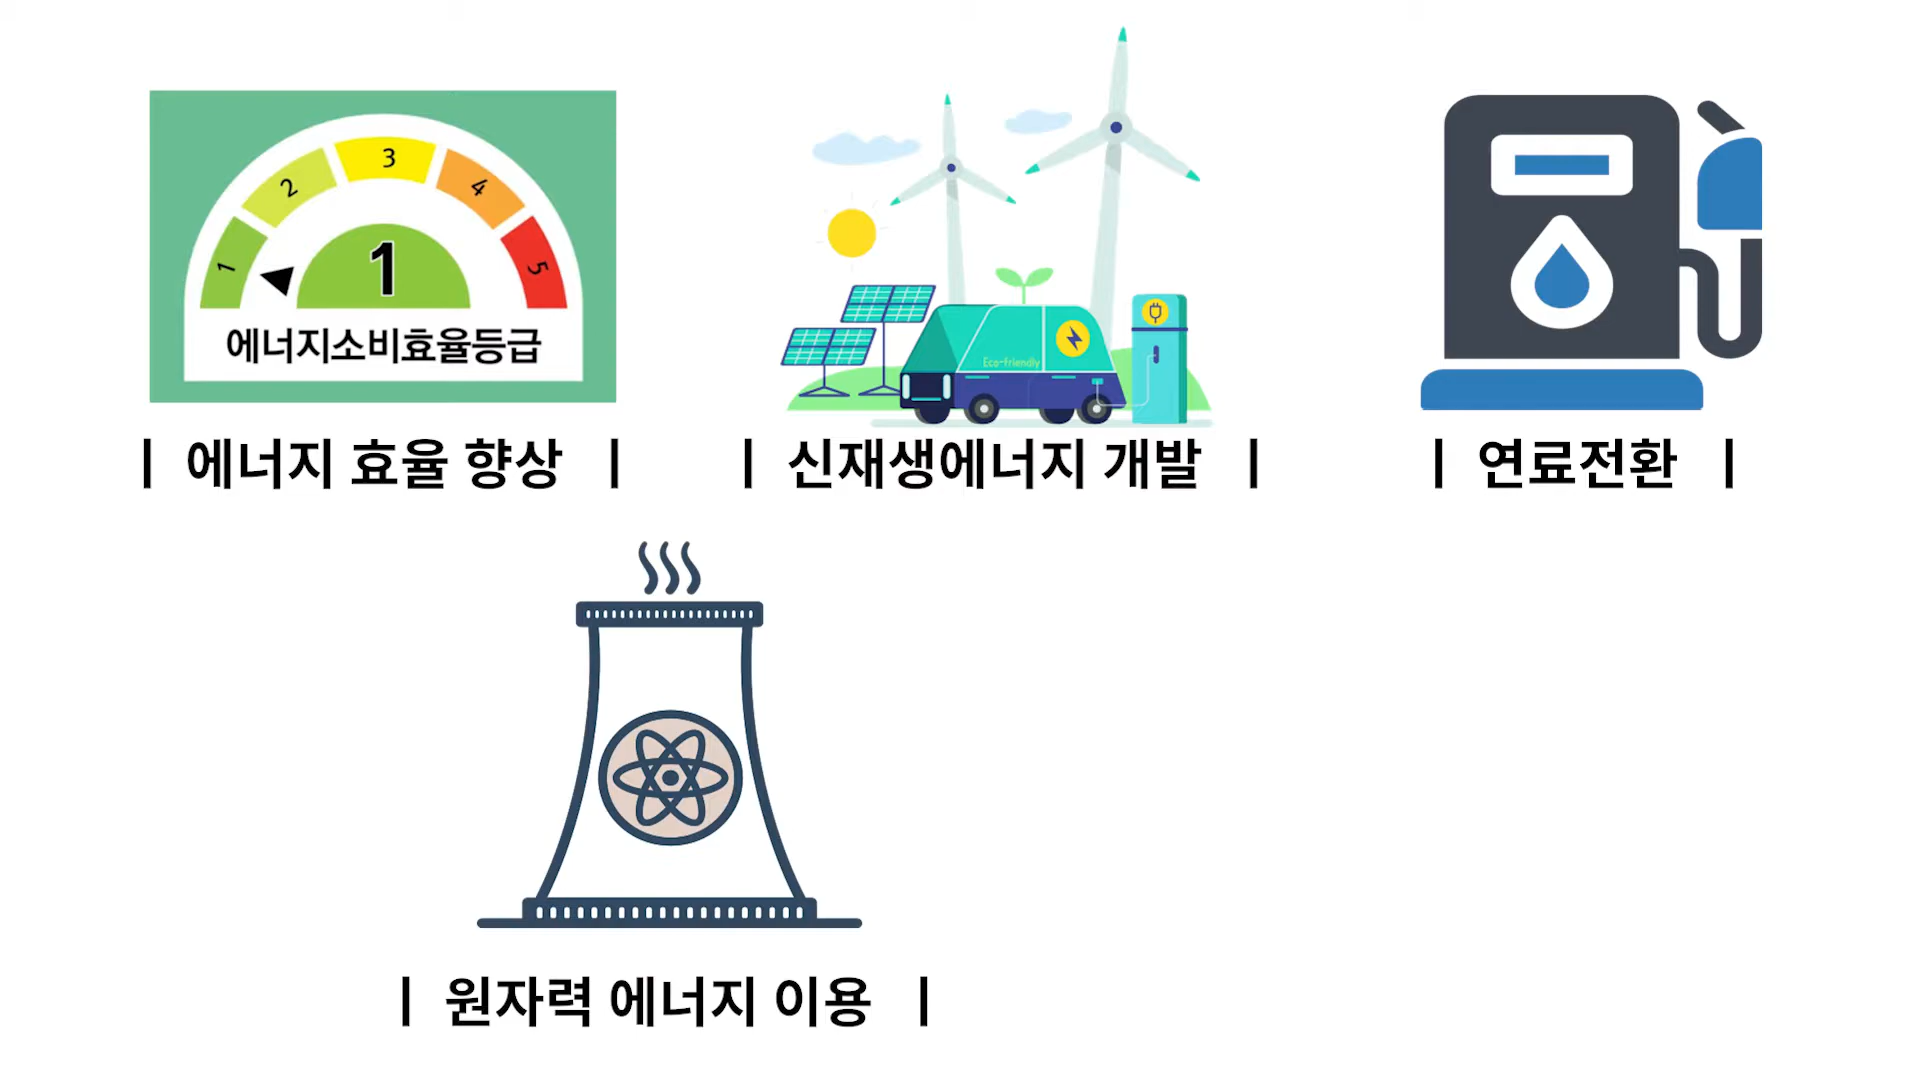 1
2
3
4
5
1
에너지소비효율등급
Eco-friendly
| 에너지 효율 향상 |
| 신재생에너지 개발 |
| 연료전환 |
| 원자력 에너지 이용 |